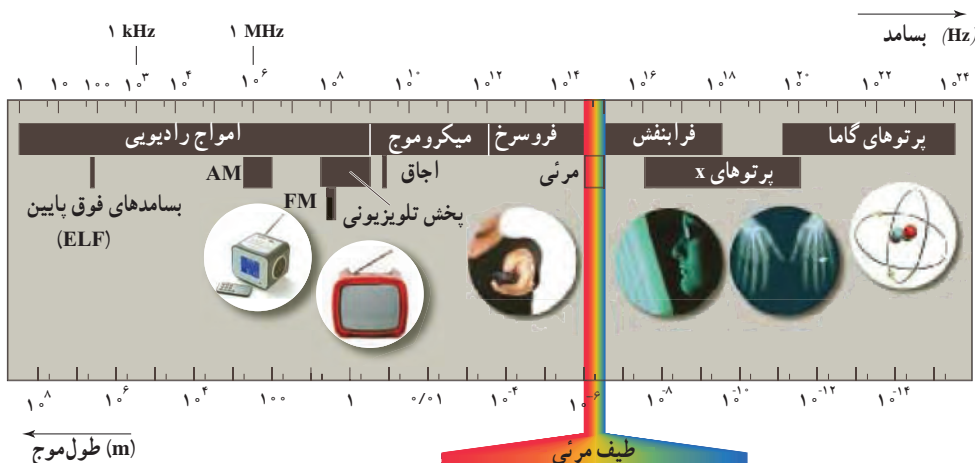 ۱ kHz ۱ MHz بسامد (Hz)
۱ ۱۰ ۱۰۰ ۱۰³ ۱۰⁴ ۱۰⁶ ۱۰⁸ ۱۰¹⁰ ۱۰¹² ۱۰¹⁴ ۱۰¹⁶ ۱۰¹⁸ ۱۰²⁰ ۱۰²² ۱۰²⁴
امواج رادیویی میکروموج فروسرخ فرابنفش پرتوهای گاما
AM اجاق مرئی پرتوهای x
FM پخش تلویزیونی
بسامدهای فوق پایین
(ELF)
۱۰⁸ ۱۰⁶ ۱۰⁴ ۱۰۰ ۱ ۰/۰۱ ۱۰⁻⁴ ۱۰⁻⁶ ۱۰⁻⁸ ۱۰⁻¹⁰ ۱۰⁻¹² ۱۰⁻¹⁴
طول‌موج (m)
طیف مرئی